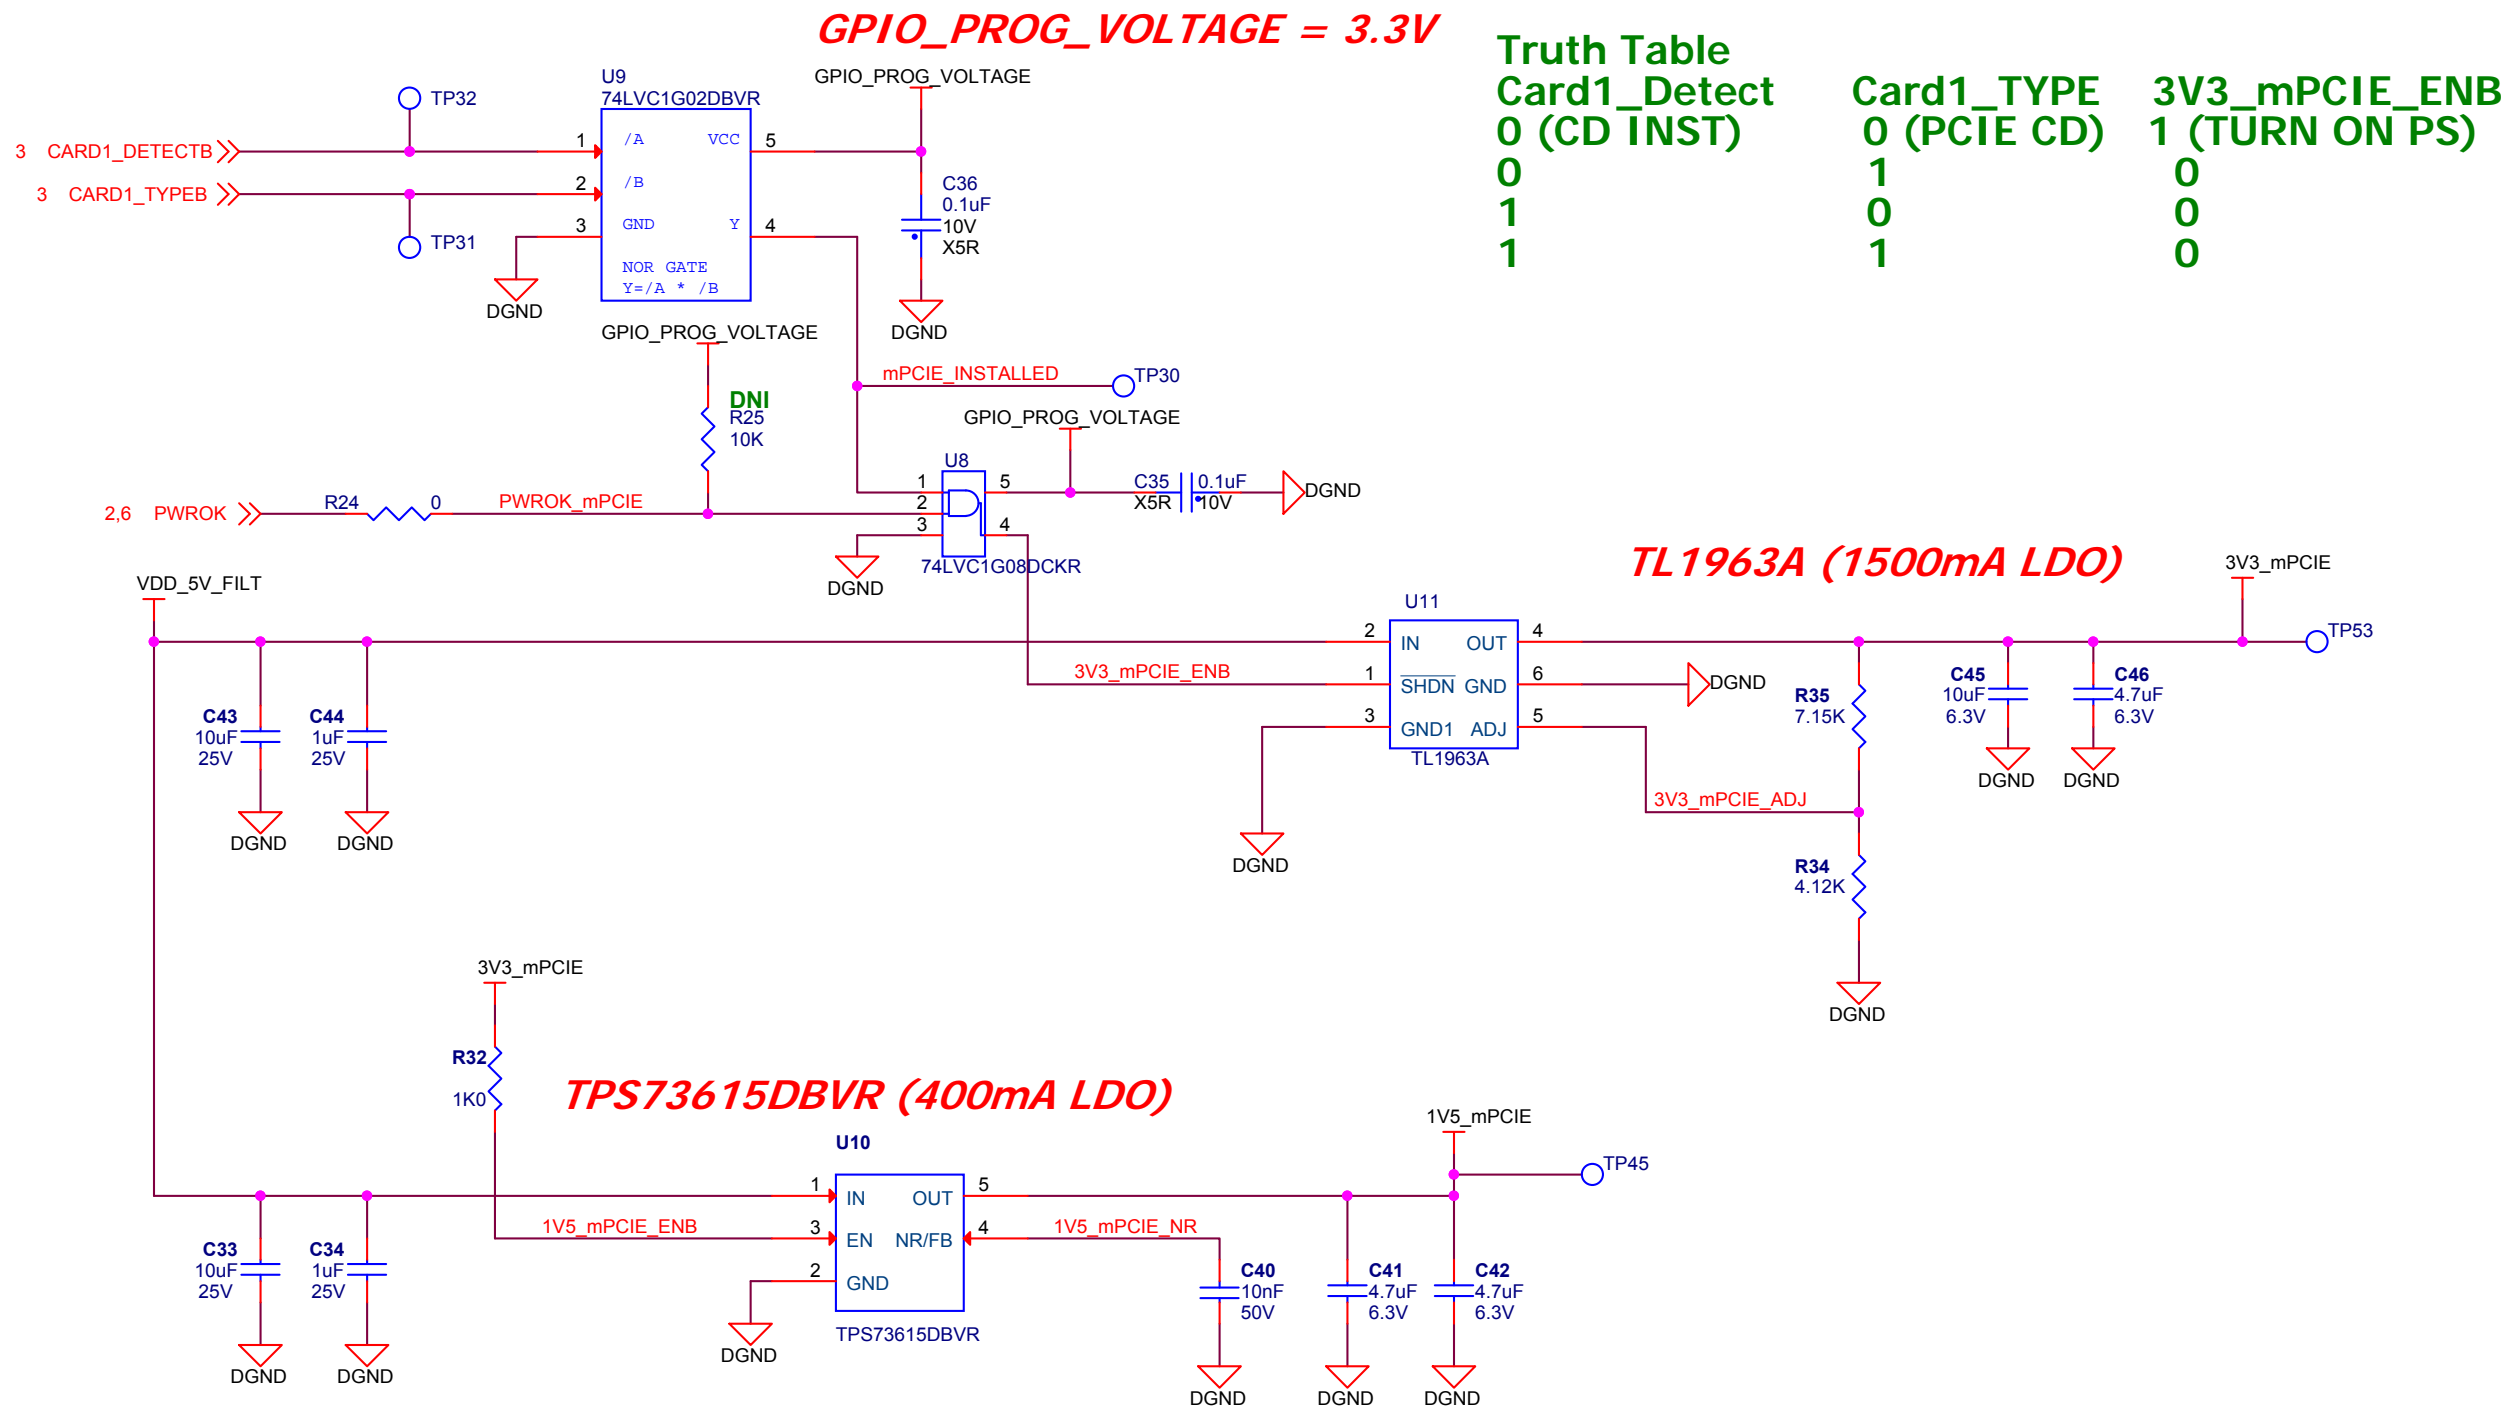 GPIO_PROG_VOLTAGE = 3.3V
Truth Table
Card1_Detect Card1_TYPE 3V3_mPCIE_ENB
0 (CD INST) 0 (PCIE CD) 1 (TURN ON PS)
0 1 0
1 0 0
1 1 0
U9
74LVC1G02DBVR
GPIO_PROG_VOLTAGE
TP32
3 CARD1_DETECTB
1 /A VCC 5
3 CARD1_TYPEB
2 /B
3 GND Y 4
TP31
NOR GATE
Y=/A * /B
DGND
C36
0.1uF
10V
X5R
DGND
GPIO_PROG_VOLTAGE
mPCIE_INSTALLED
TP30
DNI
R25
10K
GPIO_PROG_VOLTAGE
U8
1 5
2
3 4
74LVC1G08DCKR
C35 0.1uF
X5R 10V
DGND
2,6 PWROK
R24 0
PWROK_mPCIE
DGND
TL1963A (1500mA LDO)
3V3_mPCIE
VDD_5V_FILT
U11
2 IN OUT 4
TP53
3V3_mPCIE_ENB
1 SHDN GND 6
DGND
3 GND1 ADJ 5
TL1963A
C43
10uF
25V
DGND
C44
1uF
25V
DGND
DGND
R35
7.15K
C45
10uF
6.3V
DGND
C46
4.7uF
6.3V
DGND
3V3_mPCIE_ADJ
R34
4.12K
DGND
3V3_mPCIE
R32
1K0
TPS73615DBVR (400mA LDO)
U10
1V5_mPCIE
TP45
1 IN OUT 5
1V5_mPCIE_ENB
3 EN NR/FB 4
1V5_mPCIE_NR
2 GND
TPS73615DBVR
DGND
C33
10uF
25V
DGND
C34
1uF
25V
DGND
C40
10nF
50V
DGND
C41
4.7uF
6.3V
DGND
C42
4.7uF
6.3V
DGND